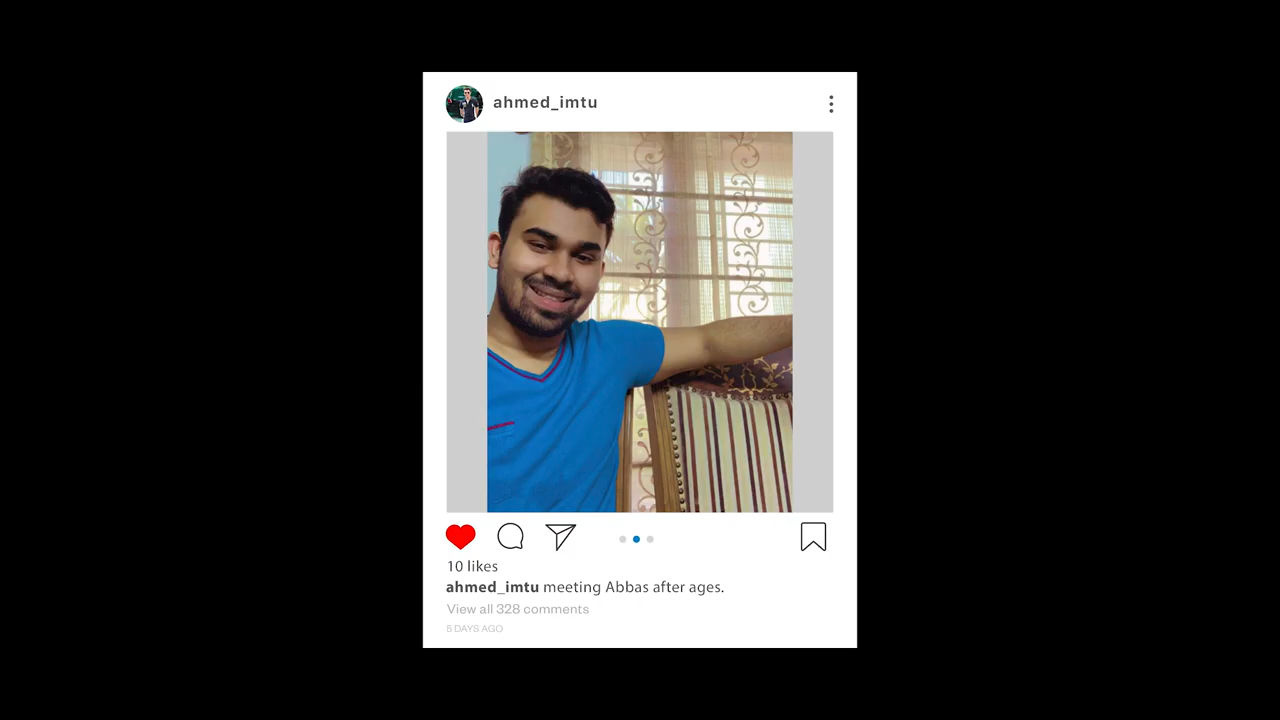 ahmed_imtu
10 likes
ahmed_imtu meeting Abbas after ages.
View all 328 comments
5 DAYS AGO